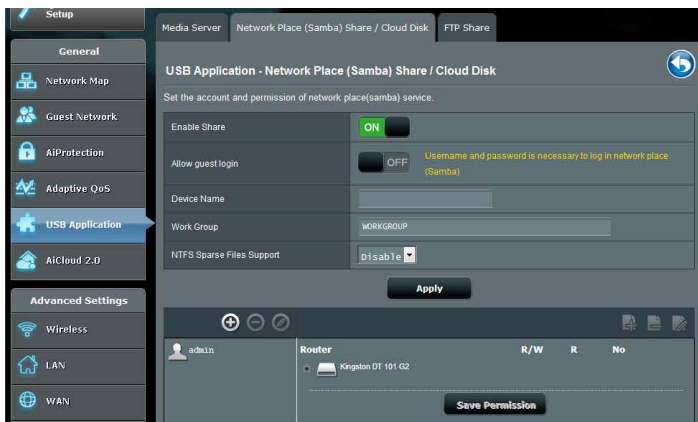 Setup
General
Network Map
Guest Network
AiProtection
Adaptive QoS
USB Application
AiCloud 2.0
Advanced Settings
Wireless
LAN
WAN
Media Server
Network Place (Samba) Share / Cloud Disk
FTP Share
USB Application - Network Place (Samba) Share / Cloud Disk
Set the account and permission of network place(samba) service.
Enable Share
ON
Allow guest login
OFF
Username and password is necessary to log in network place
(Samba)
Device Name
Work Group
WORKGROUP
NTFS Sparse Files Support
Disable
Apply
admin
Router
R/W
R
No
Kingston DT 101 G2
Save Permission